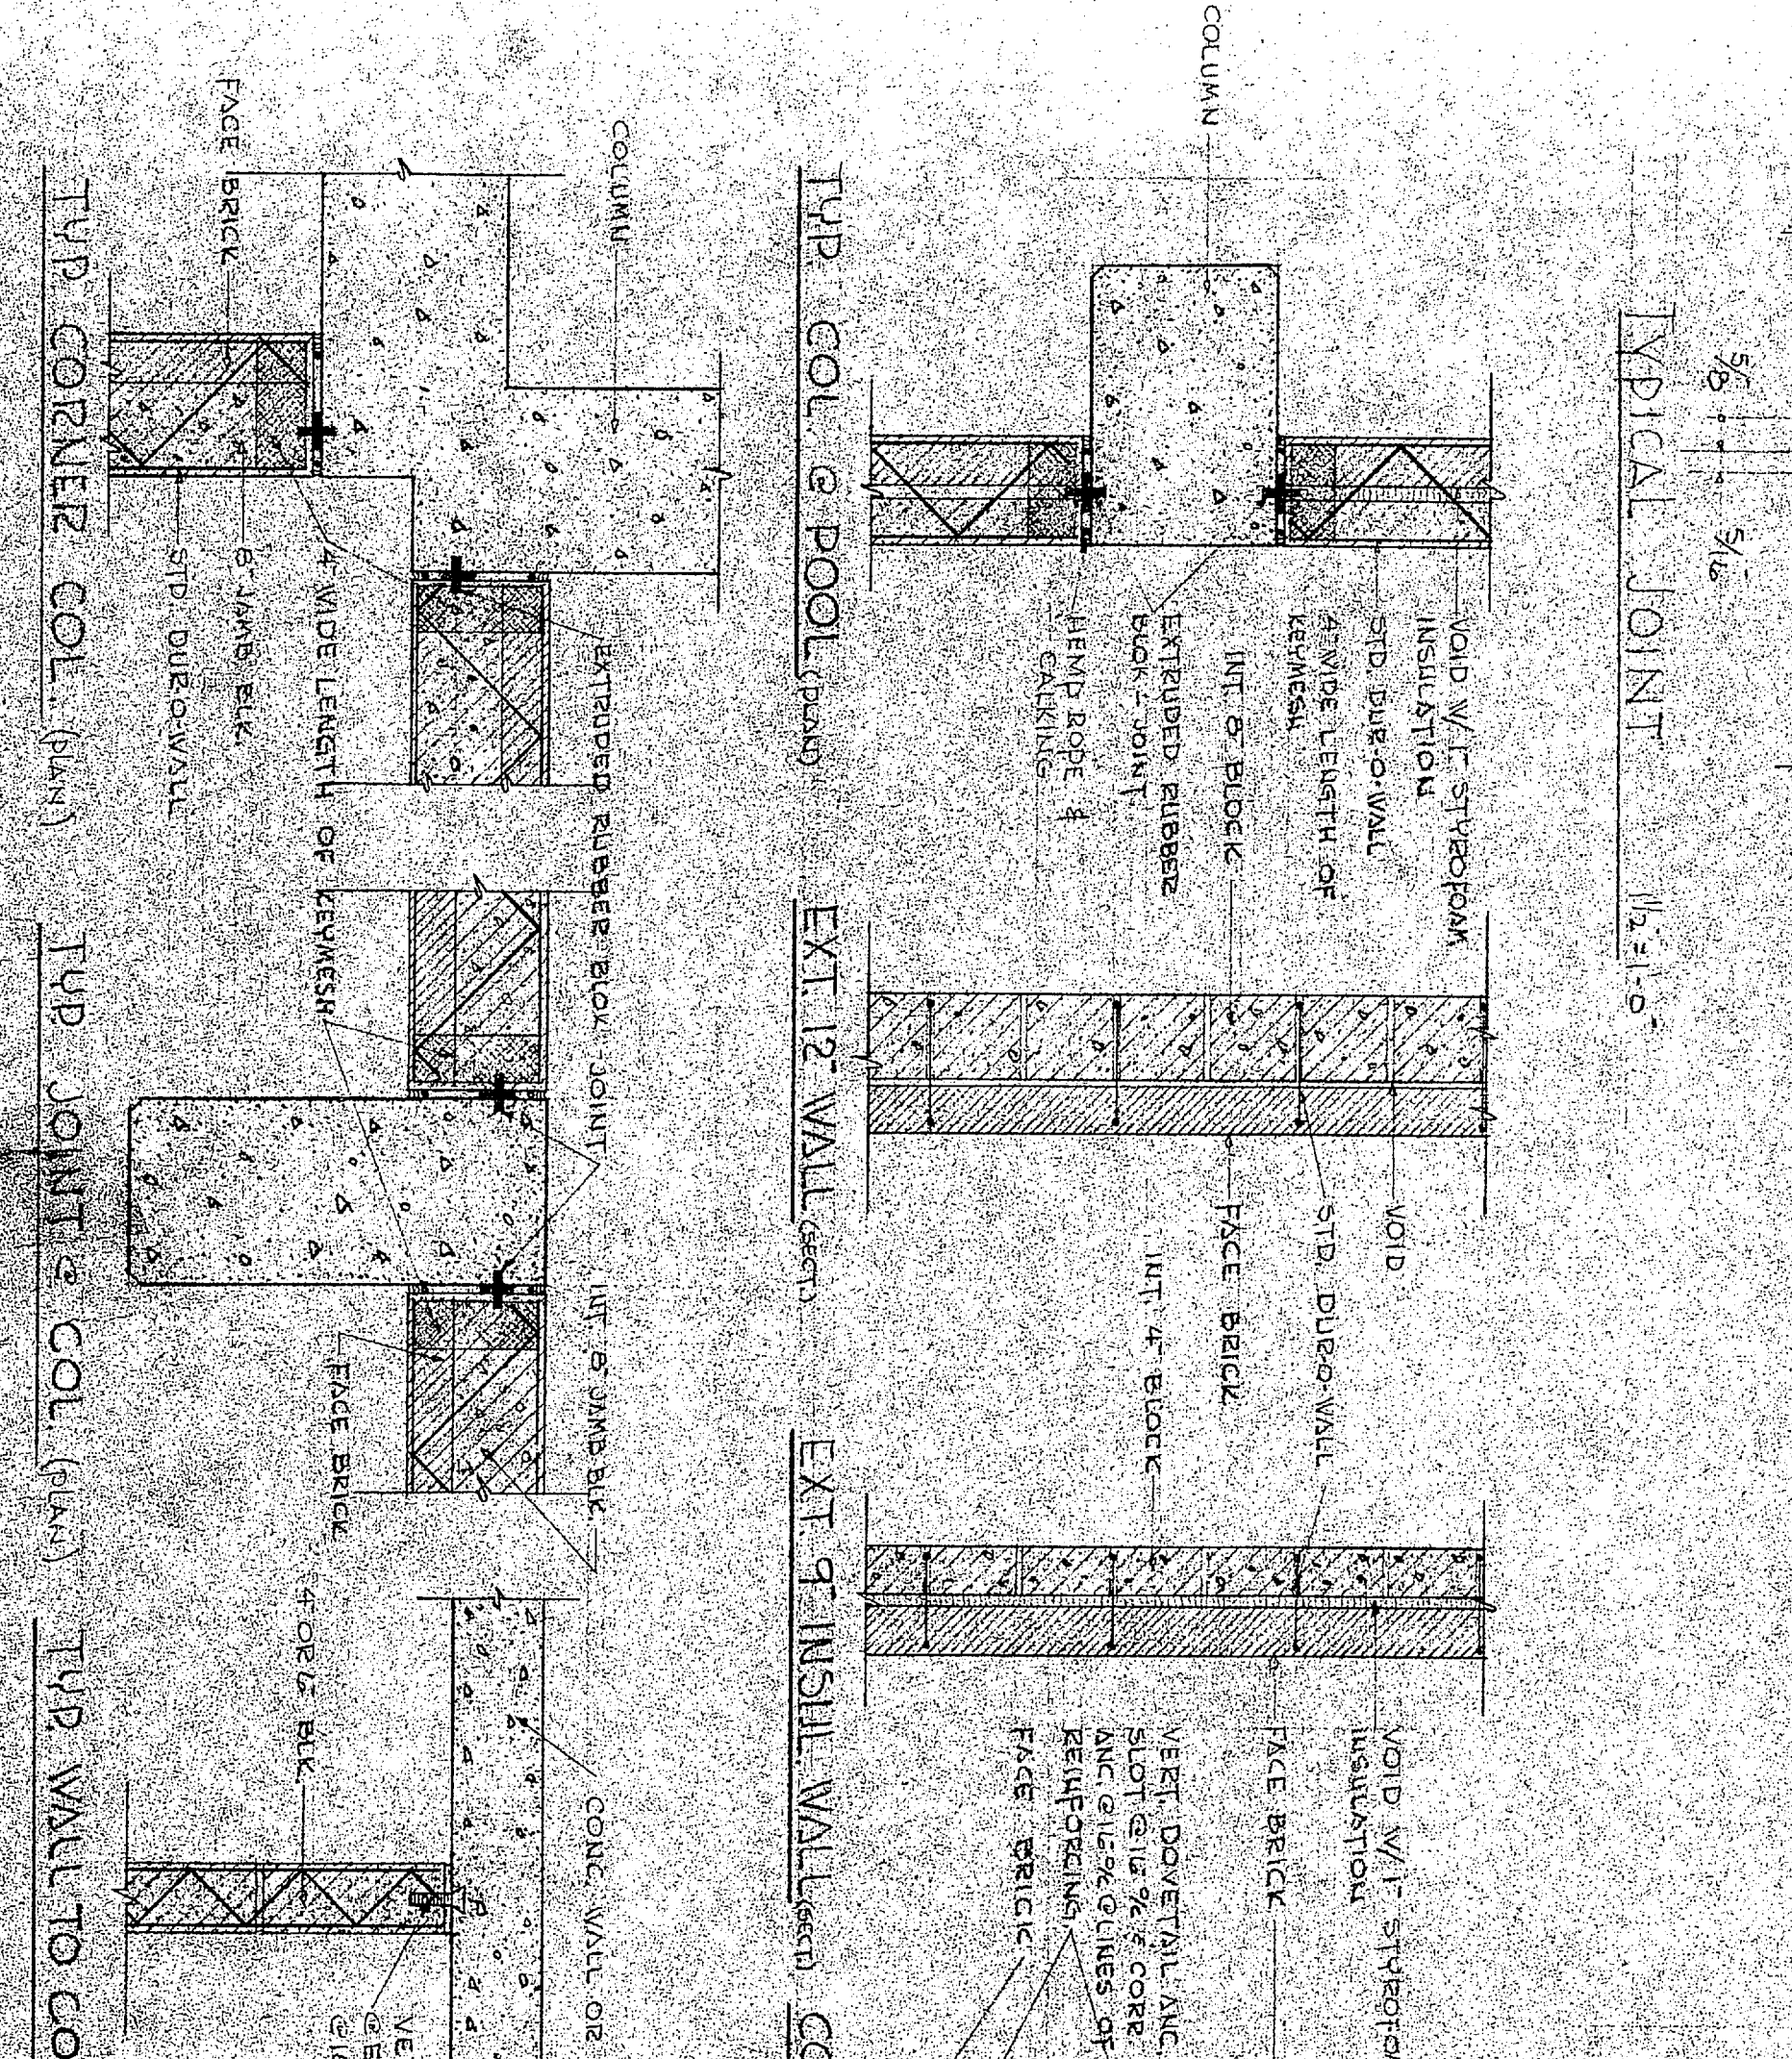 TYPICAL JOINT 1½"=1'-0"
5/8"
5/16"
COLUMN
VOID W/1" STYROFOAM
INSULATION
STD DUR-O-WALL
4" WIDE LENGTH OF
KEYMESH
INT 8" BLOCK
EXTRUDED RUBBER
BLOK-JOINT
HEMP ROPE &
CALKING
TYP COL @ POOL (PLAN)
VOID
STD. DUR-O-WALL
FACE BRICK
INT. 4" BLOCK
EXT. 12" WALL (SECT)
VOID W/1" STYROFOA
INSULATION
FACE BRICK
VERT. DOVETAIL ANC.
SLOT @ 16" O/C & CORR
ANC. @ 16" O/C @ LINES OF
REINFORCING
FACE BRICK
EXT. 9" INSUL. WALL (SECT)
CO
COLUMN
FACE BRICK
EXTRUDED RUBBER BLOK JOINT
4" WIDE LENGTH OF KEYMESH
8" JAMB BLK.
STD. DUR-O-WALL
TYP CORNER COL. (PLAN)
INT 8" JAMB BLK.
FACE BRICK
TYP JOINT @ COL (PLAN)
CONC. WALL OR
4" OR 6" BLK.
VE
@
@
TYP. WALL TO CO